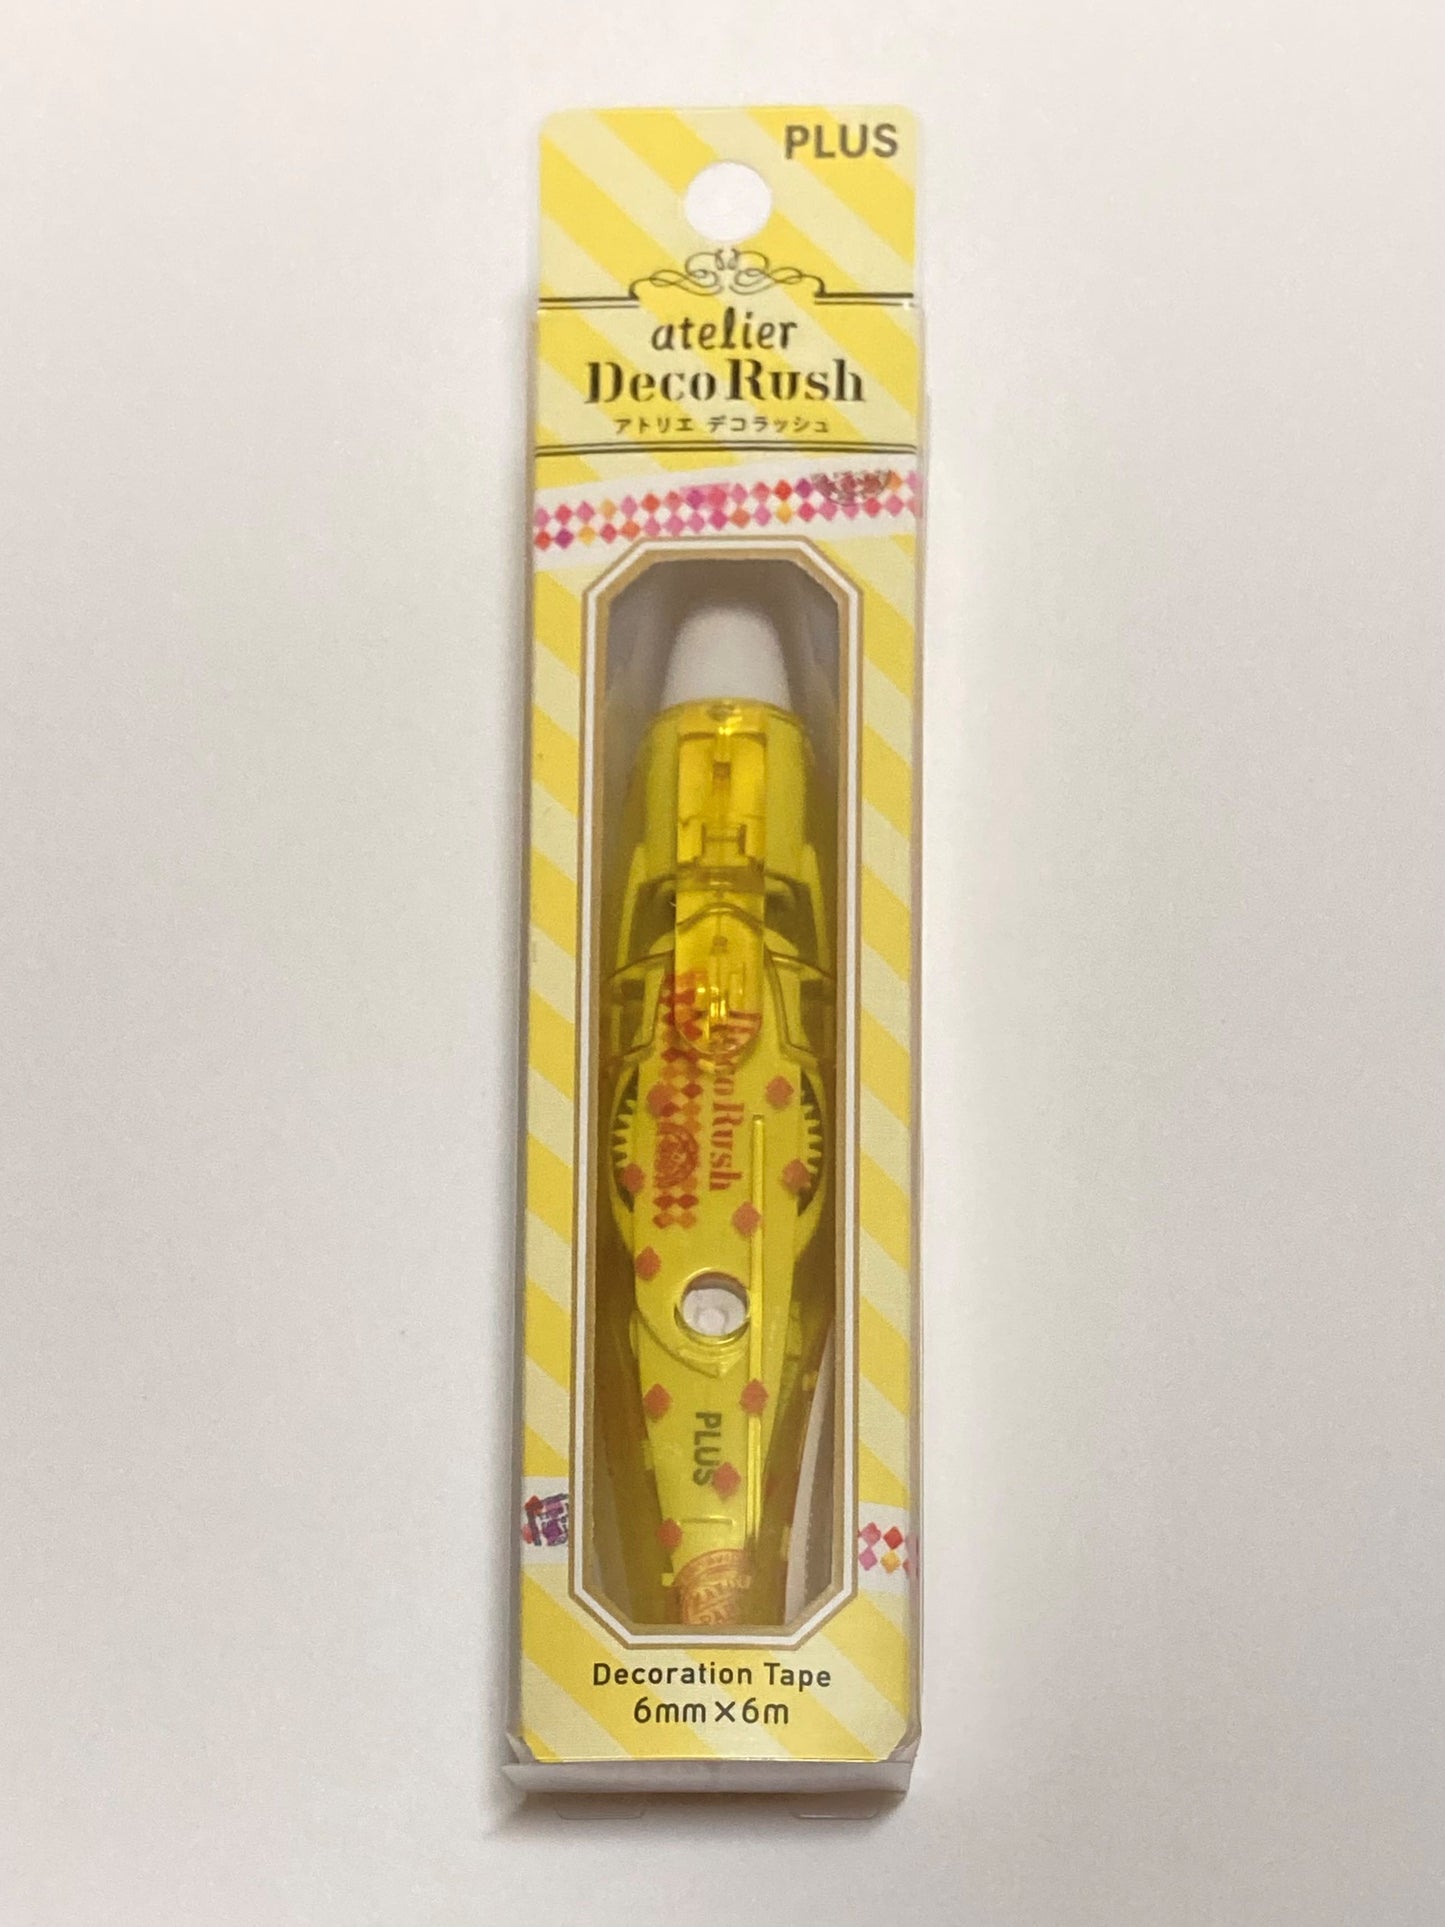 PLUS
atelier
Deco Rush
アトリエ デコラッシュ
DecoRush
PLUS
Decoration Tape
6mm×6m